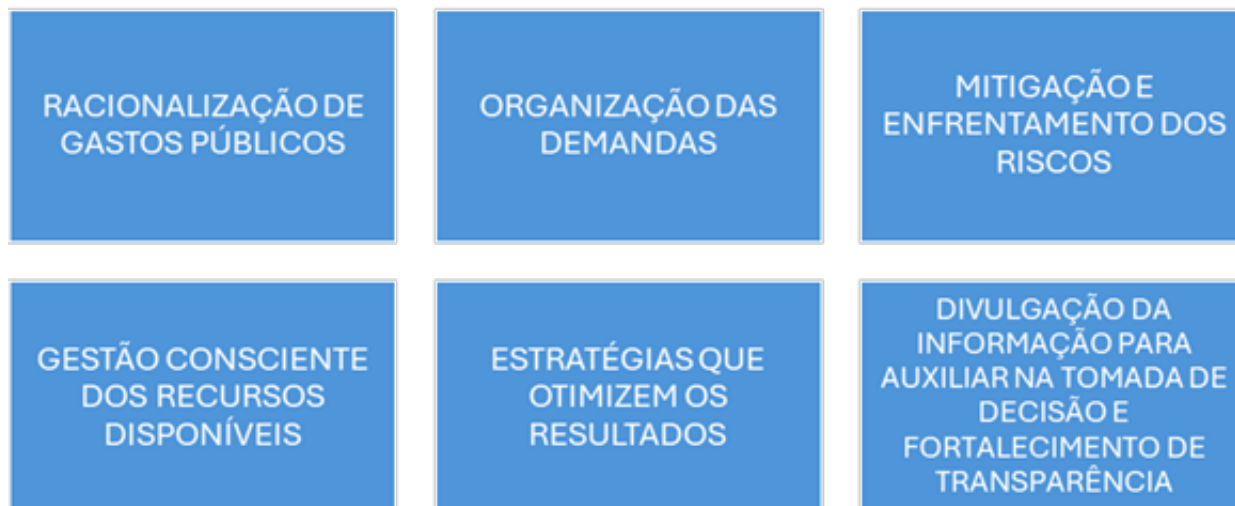 RACIONALIZAÇÃO DE
GASTOS PÚBLICOS
ORGANIZAÇÃO DAS
DEMANDAS
MITIGAÇÃO E
ENFRENTAMENTO DOS
RISCOS
GESTÃO CONSCIENTE
DOS RECURSOS
DISPONÍVEIS
ESTRATÉGIAS QUE
OTIMIZEM OS
RESULTADOS
DIVULGAÇÃO DA
INFORMAÇÃO PARA
AUXILIAR NA TOMADA DE
DECISÃO E
FORTALECIMENTO DE
TRANSPARÊNCIA